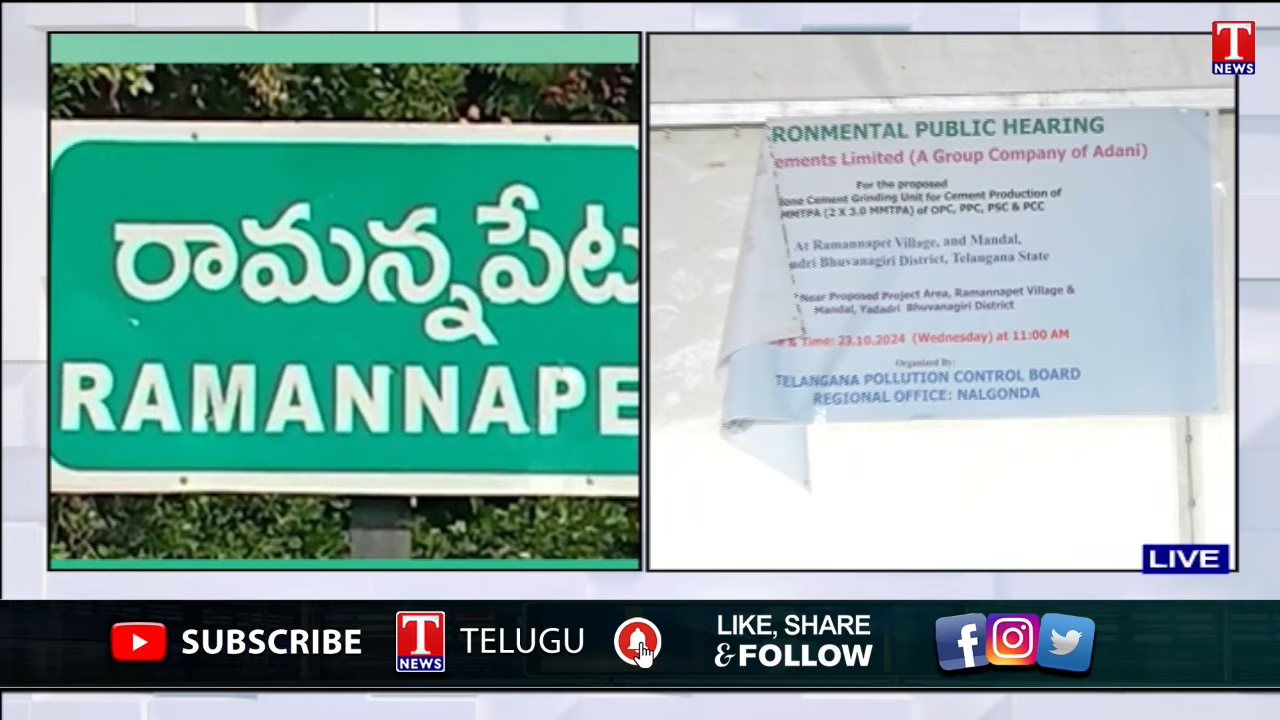 T
NEWS
రామన్నపేట
RAMANNAPE
RONMENTAL PUBLIC HEARING
ements Limited (A Group Company of Adani)
For the proposed
lone Cement Grinding Unit for Cement Production of
MMTPA (2 X 3.0 MMTPA) of OPC, PPC, PSC & PCC
At Ramannapet Village, and Mandal,
adri Bhuvanagiri District, Telangana State
Near Proposed Project Area, Ramannapet Village &
Mandal, Yadadri Bhuvanagiri District
& Time: 23.10.2024 (Wednesday) at 11:00 AM
Organized By:
TELANGANA POLLUTION CONTROL BOARD
REGIONAL OFFICE: NALGONDA
LIVE
SUBSCRIBE
T
NEWS
TELUGU
LIKE, SHARE
& FOLLOW